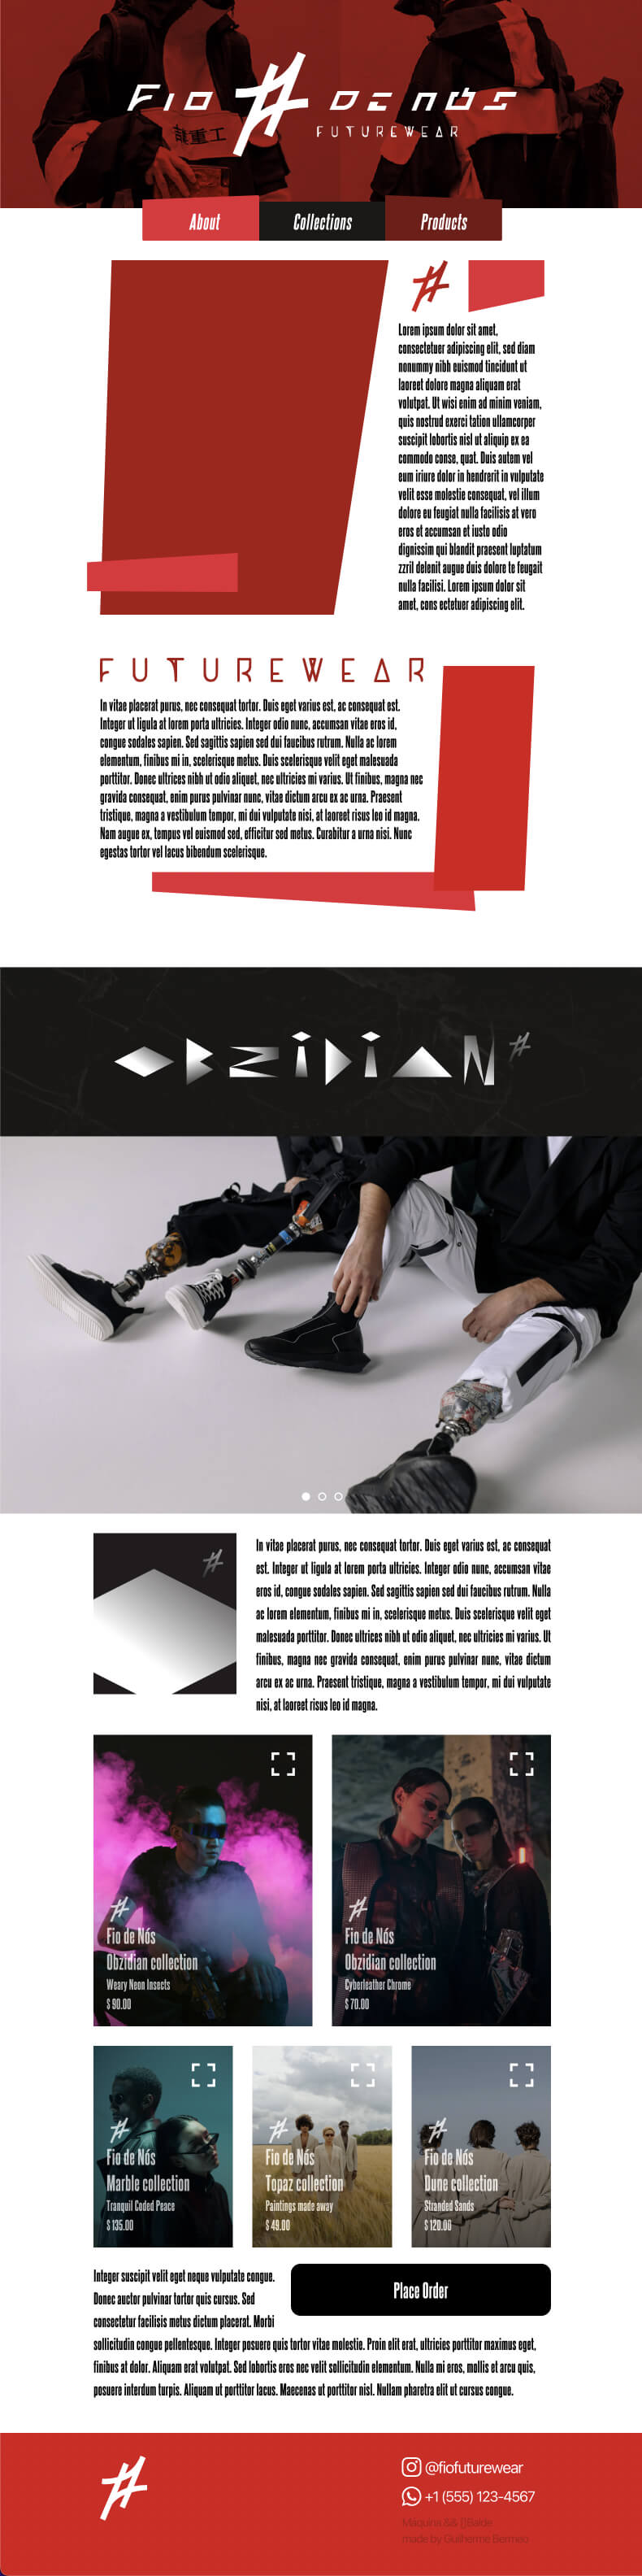 FIO DE NÓS
FUTUREWEAR
龍重工
About
Collections
Products
Lorem ipsum dolor sit amet,
consectetuer adipiscing elit, sed diam
nonummy nibh euismod tincidunt ut
laoreet dolore magna aliquam erat
volutpat. Ut wisi enim ad minim veniam,
quis nostrud exerci tation ullamcorper
suscipit lobortis nisl ut aliquip ex ea
commodo conse, quat. Duis autem vel
eum iriure dolor in hendrerit in vulputate
velit esse molestie consequat, vel illum
dolore eu feugiat nulla facilisis at vero
eros et accumsan et iusto odio
dignissim qui blandit praesent luptatum
zzril delenit augue duis dolore te feugait
nulla facilisi. Lorem ipsum dolor sit
amet, cons ectetuer adipiscing elit.
FUTUREWEAR
In vitae placerat purus, nec consequat tortor. Duis eget varius est, ac consequat est.
Integer ut ligula at lorem porta ultricies. Integer odio nunc, accumsan vitae eros id,
congue sodales sapien. Sed sagittis sapien sed dui faucibus rutrum. Nulla ac lorem
elementum, finibus mi in, scelerisque metus. Duis scelerisque velit eget malesuada
porttitor. Donec ultrices nibh ut odio aliquet, nec ultricies mi varius. Ut finibus, magna nec
gravida consequat, enim purus pulvinar nunc, vitae dictum arcu ex ac urna. Praesent
tristique, magna a vestibulum tempor, mi dui vulputate nisi, at laoreet risus leo id magna.
Nam augue ex, tempus vel euismod sed, efficitur sed metus. Curabitur a urna nisi. Nunc
egestas tortor vel lacus bibendum scelerisque.
OBZIDIAN
In vitae placerat purus, nec consequat tortor. Duis eget varius est, ac consequat
est. Integer ut ligula at lorem porta ultricies. Integer odio nunc, accumsan vitae
eros id, congue sodales sapien. Sed sagittis sapien sed dui faucibus rutrum. Nulla
ac lorem elementum, finibus mi in, scelerisque metus. Duis scelerisque velit eget
malesuada porttitor. Donec ultrices nibh ut odio aliquet, nec ultricies mi varius. Ut
finibus, magna nec gravida consequat, enim purus pulvinar nunc, vitae dictum
arcu ex ac urna. Praesent tristique, magna a vestibulum tempor, mi dui vulputate
nisi, at laoreet risus leo id magna.
Fio de Nós
Obzidian collection
Weary Neon Insects
$ 90.00
Fio de Nós
Obzidian collection
Cyberleather Chrome
$ 70.00
Fio de Nós
Marble collection
Tranquil Coded Peace
$ 135.00
Fio de Nós
Topaz collection
Paintings made away
$ 49.00
Fio de Nós
Dune collection
Stranded Sands
$ 120.00
Integer suscipit velit eget neque vulputate congue.
Donec auctor pulvinar tortor quis cursus. Sed
consectetur facilisis metus dictum placerat. Morbi
Place Order
sollicitudin congue pellentesque. Integer posuere quis tortor vitae molestie. Proin elit erat, ultricies porttitor maximus eget,
finibus at dolor. Aliquam erat volutpat. Sed lobortis eros nec velit sollicitudin elementum. Nulla mi eros, mollis et arcu quis,
posuere interdum turpis. Aliquam ut porttitor lacus. Maecenas ut porttitor nisl. Nullam pharetra elit ut cursus congue.
@fiofuturewear
+1 (555) 123-4567
made by Guilherme Bermeo